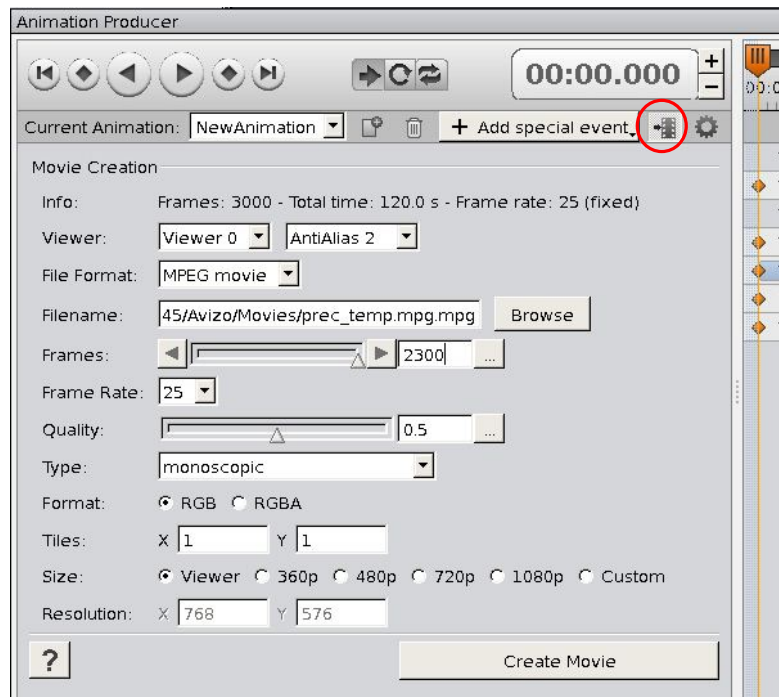 Animation Producer
00:00.000 + −
Current Animation: NewAnimation + Add special event
Movie Creation
Info: Frames: 3000 - Total time: 120.0 s - Frame rate: 25 (fixed)
Viewer: Viewer 0 AntiAlias 2
File Format: MPEG movie
Filename: 45/Avizo/Movies/prec_temp.mpg.mpg Browse
Frames: 2300 ...
Frame Rate: 25
Quality: 0.5 ...
Type: monoscopic
Format: RGB RGBA
Tiles: X 1 Y 1
Size: Viewer 360p 480p 720p 1080p Custom
Resolution: X 768 Y 576
? Create Movie